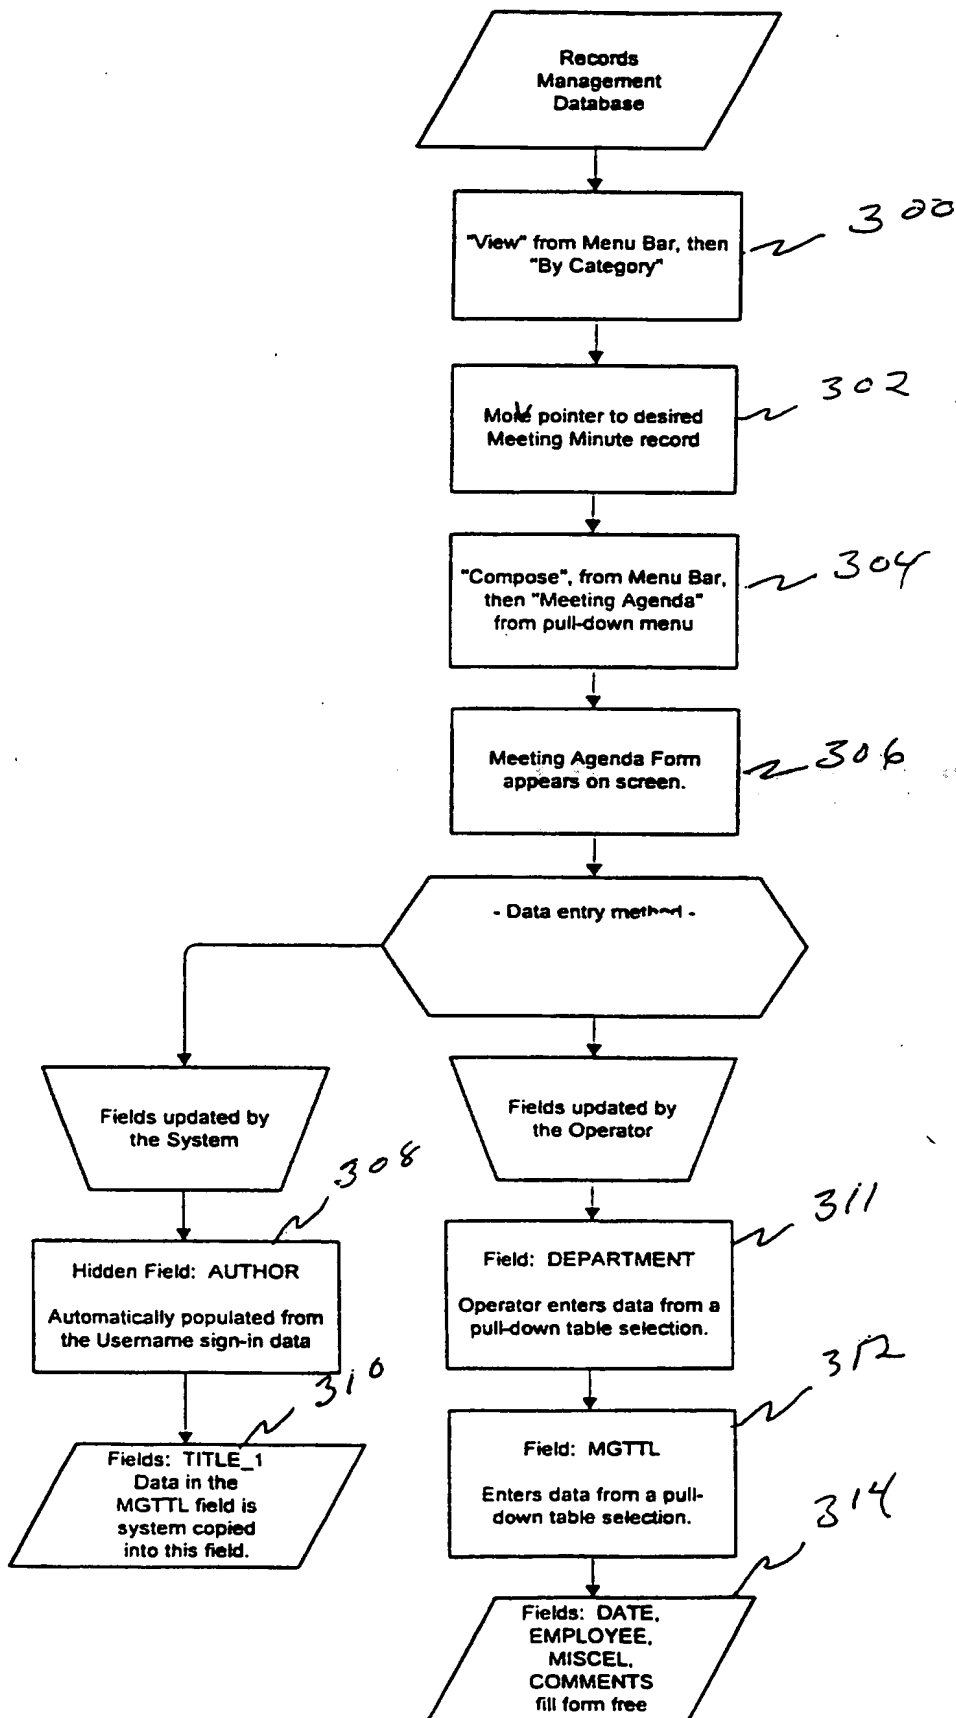 Records
Management
Database
"View" from Menu Bar, then
"By Category"
300
Move pointer to desired
Meeting Minute record
302
"Compose", from Menu Bar,
then "Meeting Agenda"
from pull-down menu
304
Meeting Agenda Form
appears on screen.
306
- Data entry method -
Fields updated by
the System
Fields updated by
the Operator
308
Hidden Field: AUTHOR
Automatically populated from
the Username sign-in data
310
Fields: TITLE_1
Data in the
MGTTL field is
system copied
into this field.
311
Field: DEPARTMENT
Operator enters data from a
pull-down table selection.
312
Field: MGTTL
Enters data from a pull-
down table selection.
314
Fields: DATE,
EMPLOYEE,
MISCEL,
COMMENTS
fill form free